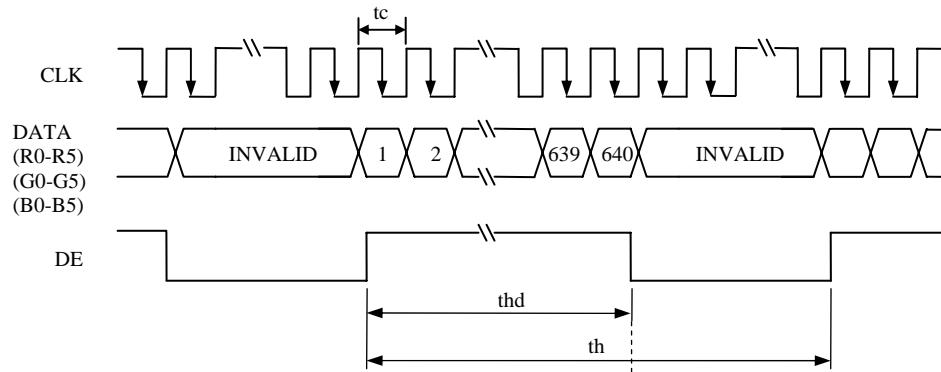 tc
CLK
DATA
(R0-R5)
(G0-G5)
(B0-B5)
INVALID 1 2 639 640 INVALID
DE
thd
th